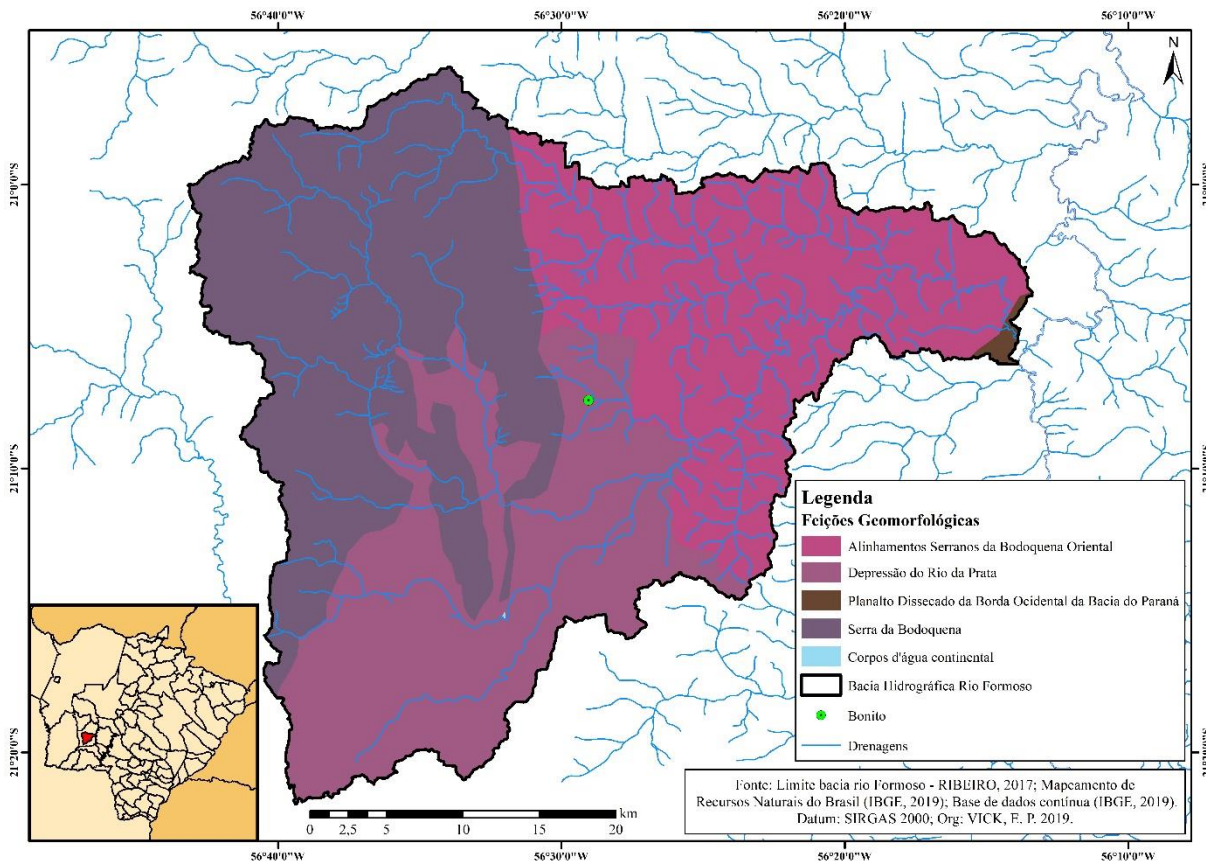 56°40'0"W
56°30'0"W
56°20'0"W
56°10'0"W
N
21°0'0"S
21°0'0"S
21°10'0"S
21°20'0"S
Legenda
Feições Geomorfológicas
Alinhamentos Serranos da Bodoquena Oriental
Depressão do Rio da Prata
Planalto Dissecado da Borda Ocidental da Bacia do Paraná
Serra da Bodoquena
Corpos d'água continental
Bacia Hidrográfica Rio Formoso
Bonito
Drenagens
Fonte: Limite bacia rio Formoso - RIBEIRO, 2017; Mapeamento de
Recursos Naturais do Brasil (IBGE, 2019); Base de dados contínua (IBGE, 2019).
Datum: SIRGAS 2000; Org: VICK, E. P. 2019.
km
0 2,5 5 10 15 20
56°40'0"W
56°30'0"W
56°20'0"W
56°10'0"W